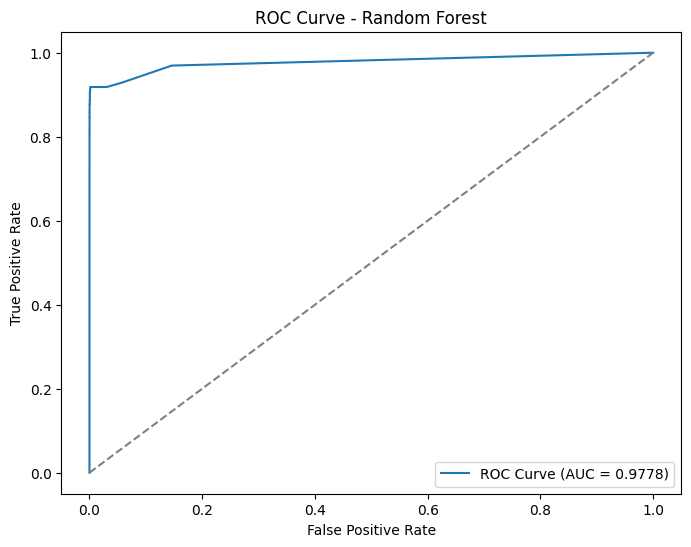 ROC Curve - Random Forest
True Positive Rate
1.0
0.8
0.6
0.4
0.2
0.0
ROC Curve (AUC = 0.9778)
0.0 0.2 0.4 0.6 0.8 1.0
False Positive Rate